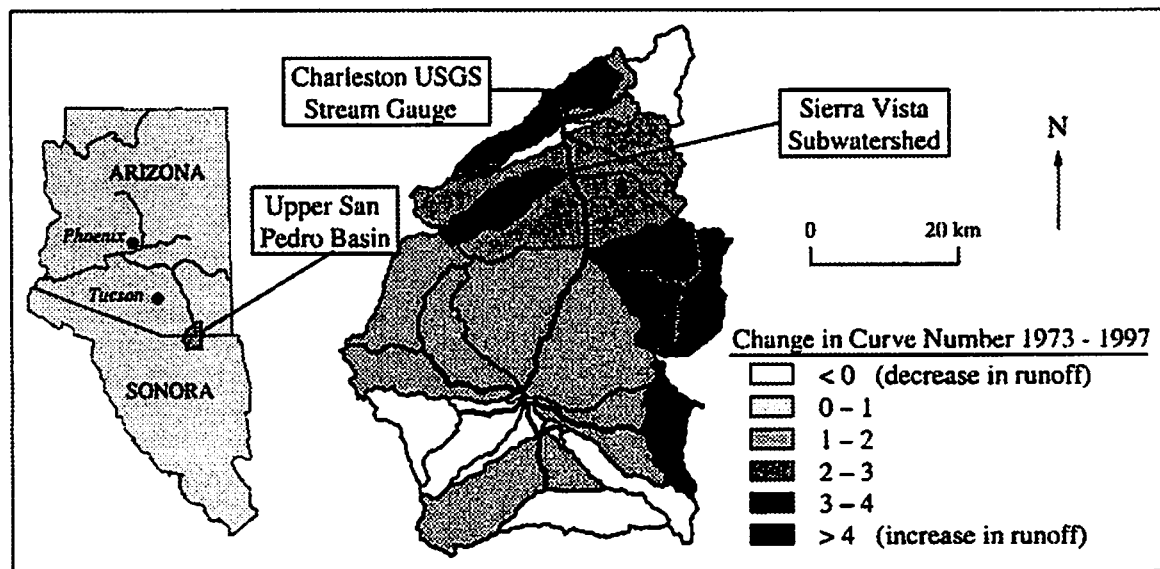 Charleston USGS
Stream Gauge
Sierra Vista
Subwatershed
N
ARIZONA
Upper San
Pedro Basin
Phoenix
0 20 km
Tucson
Change in Curve Number 1973 - 1997
< 0 (decrease in runoff)
SONORA
0 – 1
1 – 2
2 – 3
3 – 4
> 4 (increase in runoff)